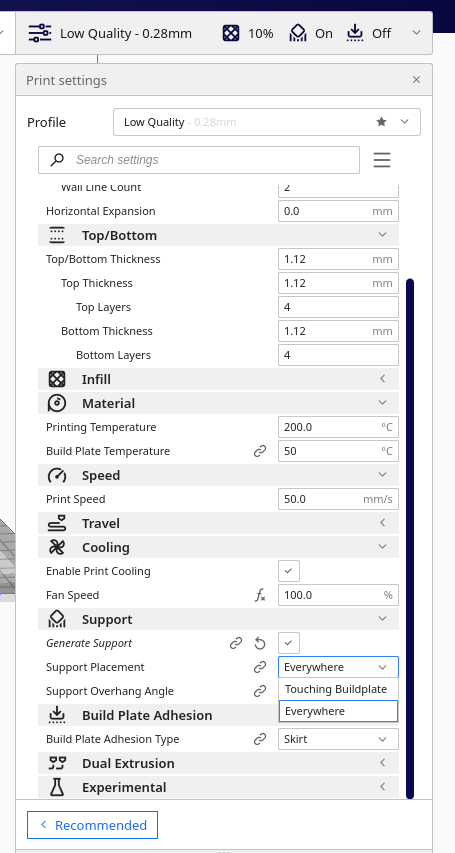 Low Quality - 0.28mm 10% On Off
Print settings
Profile Low Quality - 0.28mm
Search settings
Wall Line Count 2
Horizontal Expansion 0.0 mm
Top/Bottom
Top/Bottom Thickness 1.12 mm
Top Thickness 1.12 mm
Top Layers 4
Bottom Thickness 1.12 mm
Bottom Layers 4
Infill
Material
Printing Temperature 200.0 °C
Build Plate Temperature 50 °C
Speed
Print Speed 50.0 mm/s
Travel
Cooling
Enable Print Cooling
Fan Speed 100.0 %
Support
Generate Support
Support Placement Everywhere
Touching Buildplate
Support Overhang Angle
Everywhere
Build Plate Adhesion
Build Plate Adhesion Type Skirt
Dual Extrusion
Experimental
Recommended